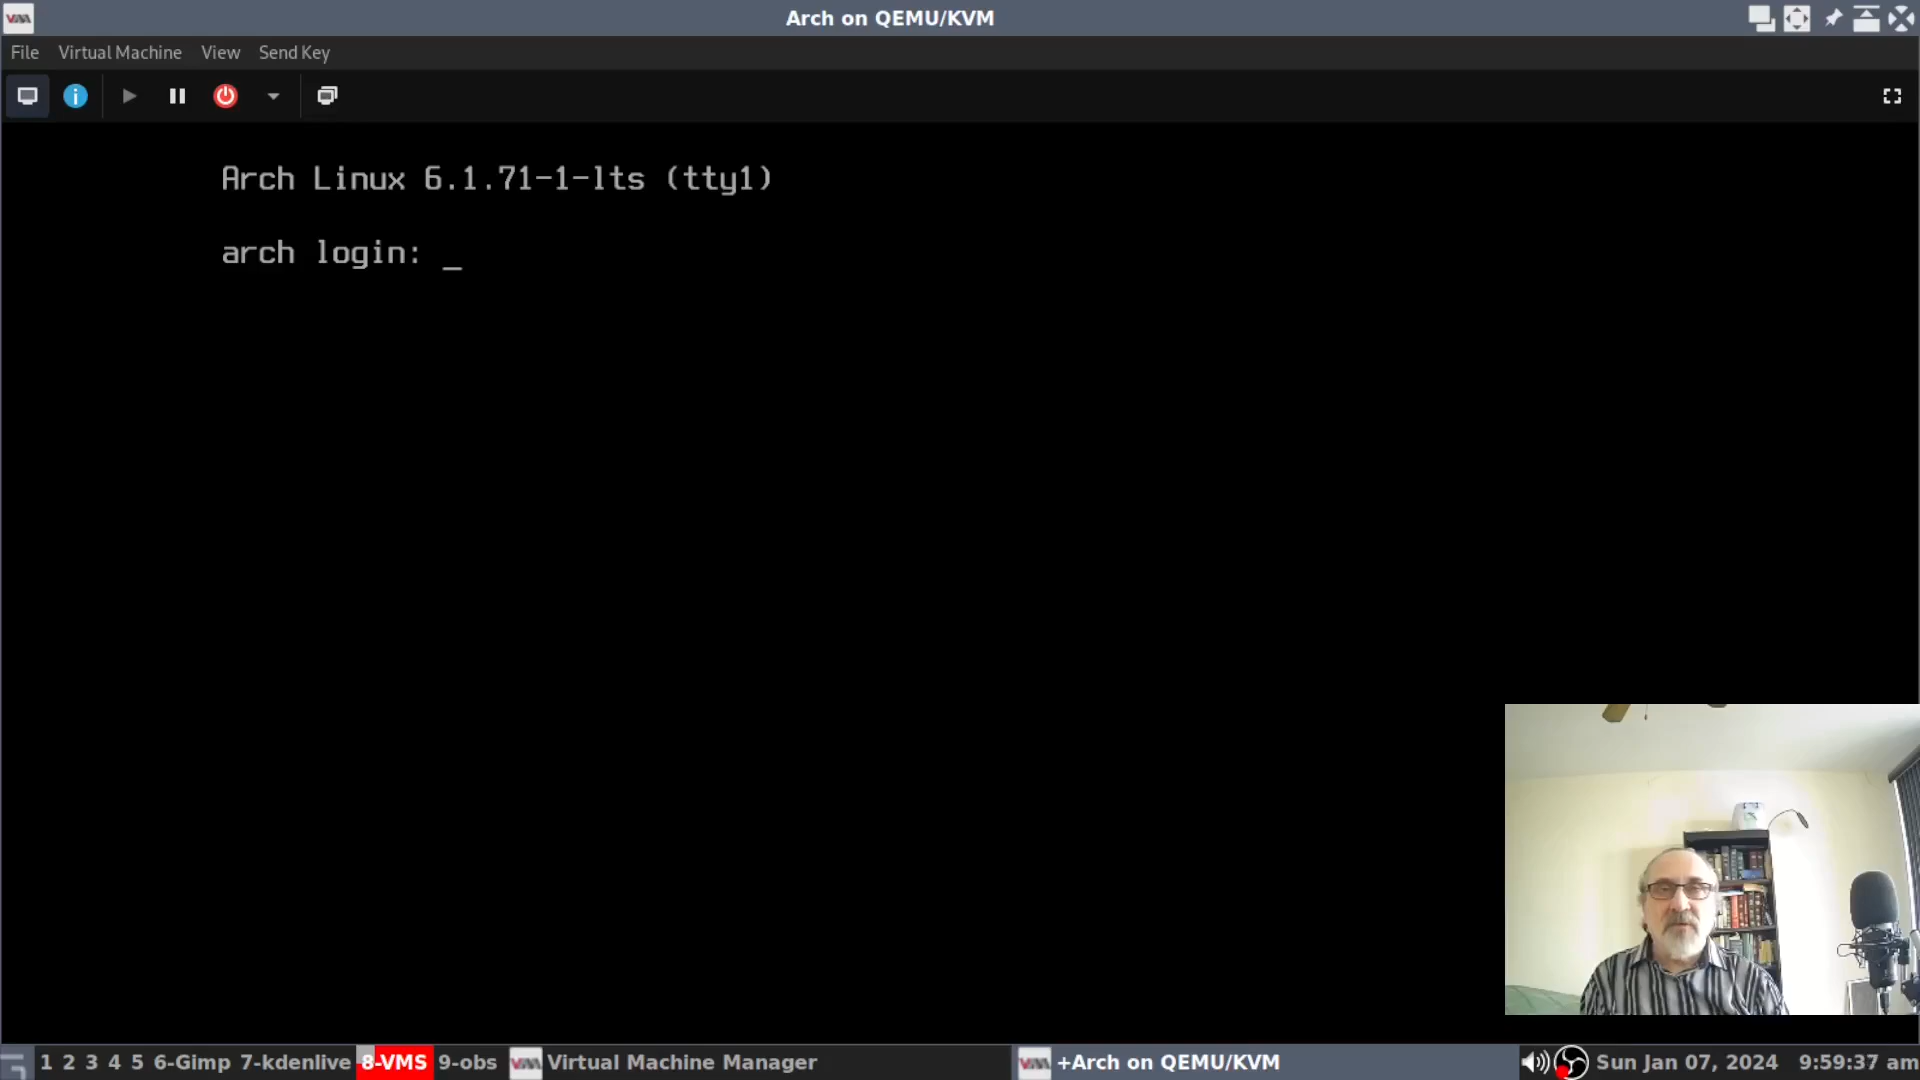 Arch on QEMU/KVM
File Virtual Machine View Send Key
Arch Linux 6.1.71-1-lts (tty1)
arch login: _
1 2 3 4 5 6-Gimp 7-kdenlive 8-VMS 9-obs Virtual Machine Manager +Arch on QEMU/KVM Sun Jan 07, 2024 9:59:37 am